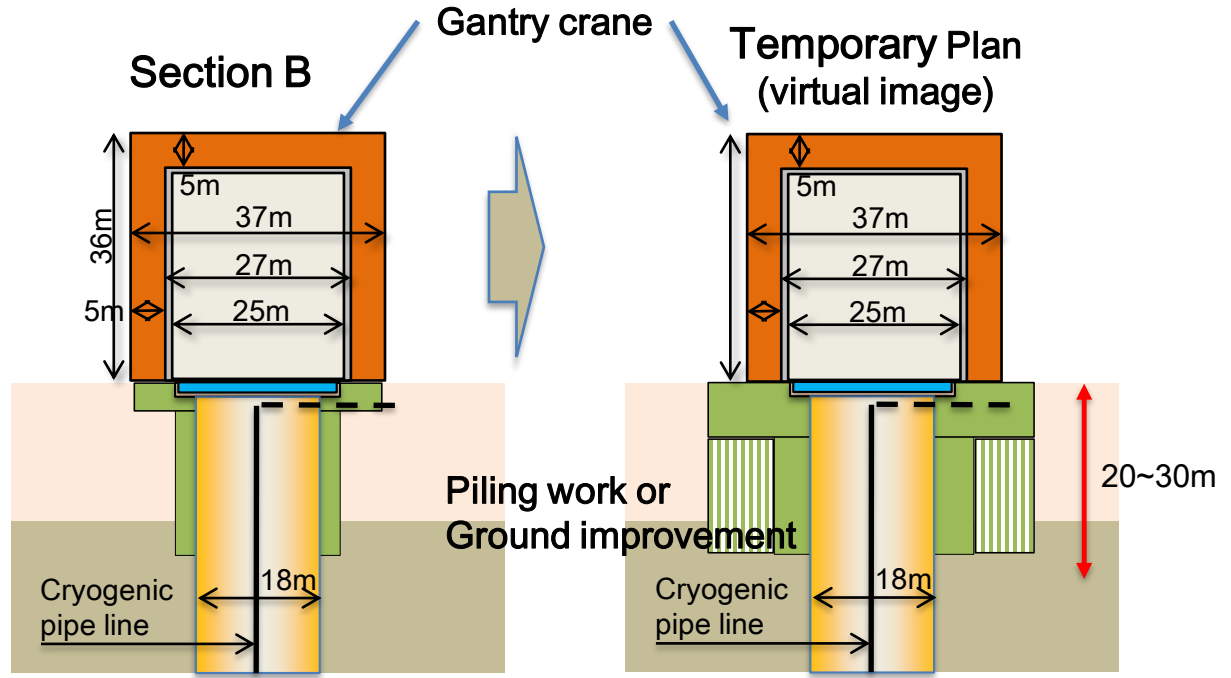 Gantry crane
Section B
Temporary Plan
(virtual image)
5m
36m
37m
27m
5m
25m
5m
37m
27m
25m
20~30m
Piling work or
Ground improvement
Cryogenic
pipe line
18m
Cryogenic
pipe line
18m